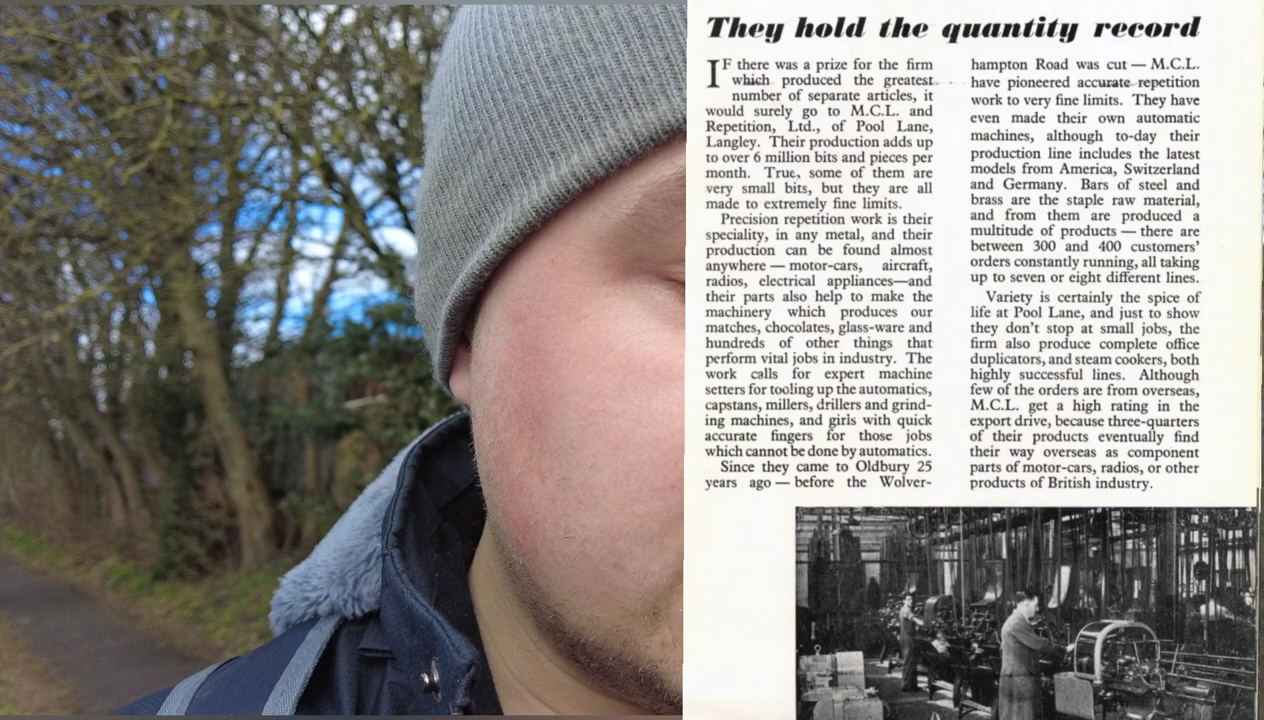 They hold the quantity record
IF there was a prize for the firm
which produced the greatest
number of separate articles, it
would surely go to M.C.L. and
Repetition, Ltd., of Pool Lane,
Langley. Their production adds up
to over 6 million bits and pieces per
month. True, some of them are
very small bits, but they are all
made to extremely fine limits.
Precision repetition work is their
speciality, in any metal, and their
production can be found almost
anywhere — motor-cars, aircraft,
radios, electrical appliances—and
their parts also help to make the
machinery which produces our
matches, chocolates, glass-ware and
hundreds of other things that
perform vital jobs in industry. The
work calls for expert machine
setters for tooling up the automatics,
capstans, millers, drillers and grind-
ing machines, and girls with quick
accurate fingers for those jobs
which cannot be done by automatics.
Since they came to Oldbury 25
years ago — before the Wolver-
hampton Road was cut — M.C.L.
have pioneered accurate repetition
work to very fine limits. They have
even made their own automatic
machines, although to-day their
production line includes the latest
models from America, Switzerland
and Germany. Bars of steel and
brass are the staple raw material,
and from them are produced a
multitude of products — there are
between 300 and 400 customers'
orders constantly running, all taking
up to seven or eight different lines.
Variety is certainly the spice of
life at Pool Lane, and just to show
they don't stop at small jobs, the
firm also produce complete office
duplicators, and steam cookers, both
highly successful lines. Although
few of the orders are from overseas,
M.C.L. get a high rating in the
export drive, because three-quarters
of their products eventually find
their way overseas as component
parts of motor-cars, radios, or other
products of British industry.